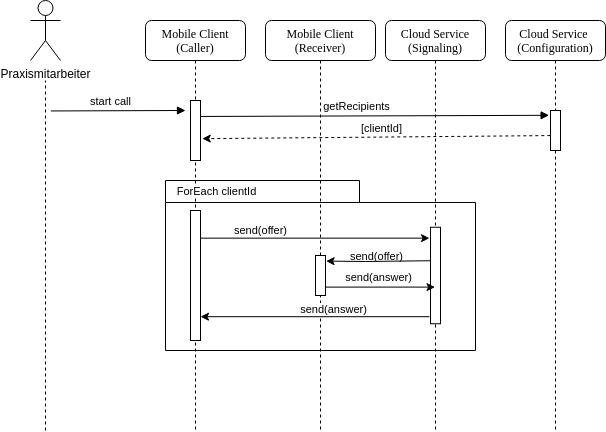 Mobile Client
(Caller)
Mobile Client
(Receiver)
Cloud Service
(Signaling)
Cloud Service
(Configuration)
Praxismitarbeiter
start call
getRecipients
[clientId]
ForEach clientId
send(offer)
send(offer)
send(answer)
send(answer)